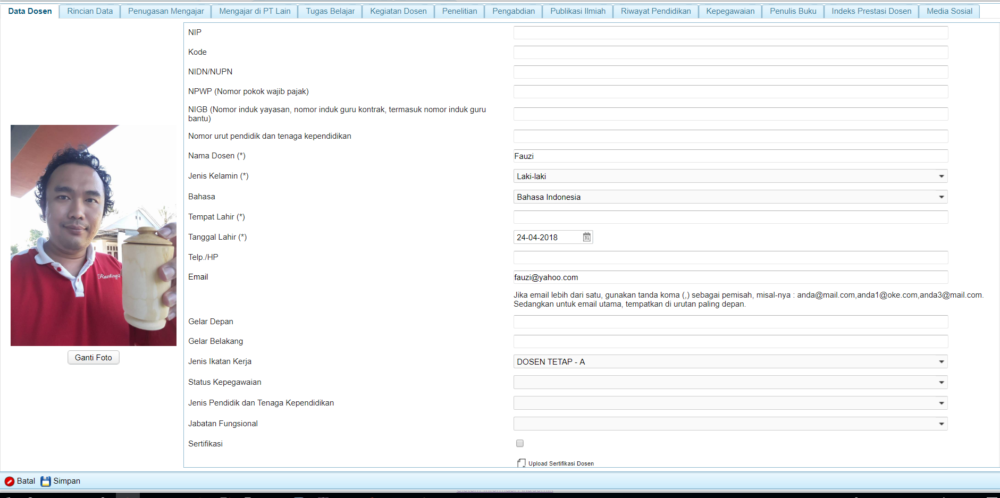 Data Dosen Rincian Data Penugasan Mengajar Mengajar di PT Lain Tugas Belajar Kegiatan Dosen Penelitian Pengabdian Publikasi Ilmiah Riwayat Pendidikan Kepegawaian Penulis Buku Indeks Prestasi Dosen Media Sosial
NIP
Kode
NIDN/NUPN
NPWP (Nomor pokok wajib pajak)
NIGB (Nomor induk yayasan, nomor induk guru kontrak, termasuk nomor induk guru
bantu)
Nomor urut pendidik dan tenaga kependidikan
Nama Dosen (*) Fauzi
Jenis Kelamin (*) Laki-laki
Bahasa Bahasa Indonesia
Tempat Lahir (*)
Tanggal Lahir (*) 24-04-2018 31
Telp./HP
Email fauzi@yahoo.com
Jika email lebih dari satu, gunakan tanda koma (,) sebagai pemisah, misal-nya : anda@mail.com,anda1@oke.com,anda3@mail.com.
Sedangkan untuk email utama, tempatkan di urutan paling depan.
Gelar Depan
Gelar Belakang
Jenis Ikatan Kerja DOSEN TETAP - A
Status Kepegawaian
Jenis Pendidik dan Tenaga Kependidikan
Jabatan Fungsional
Sertifikasi
Upload Sertifikasi Dosen
Ganti Foto
Batal Simpan